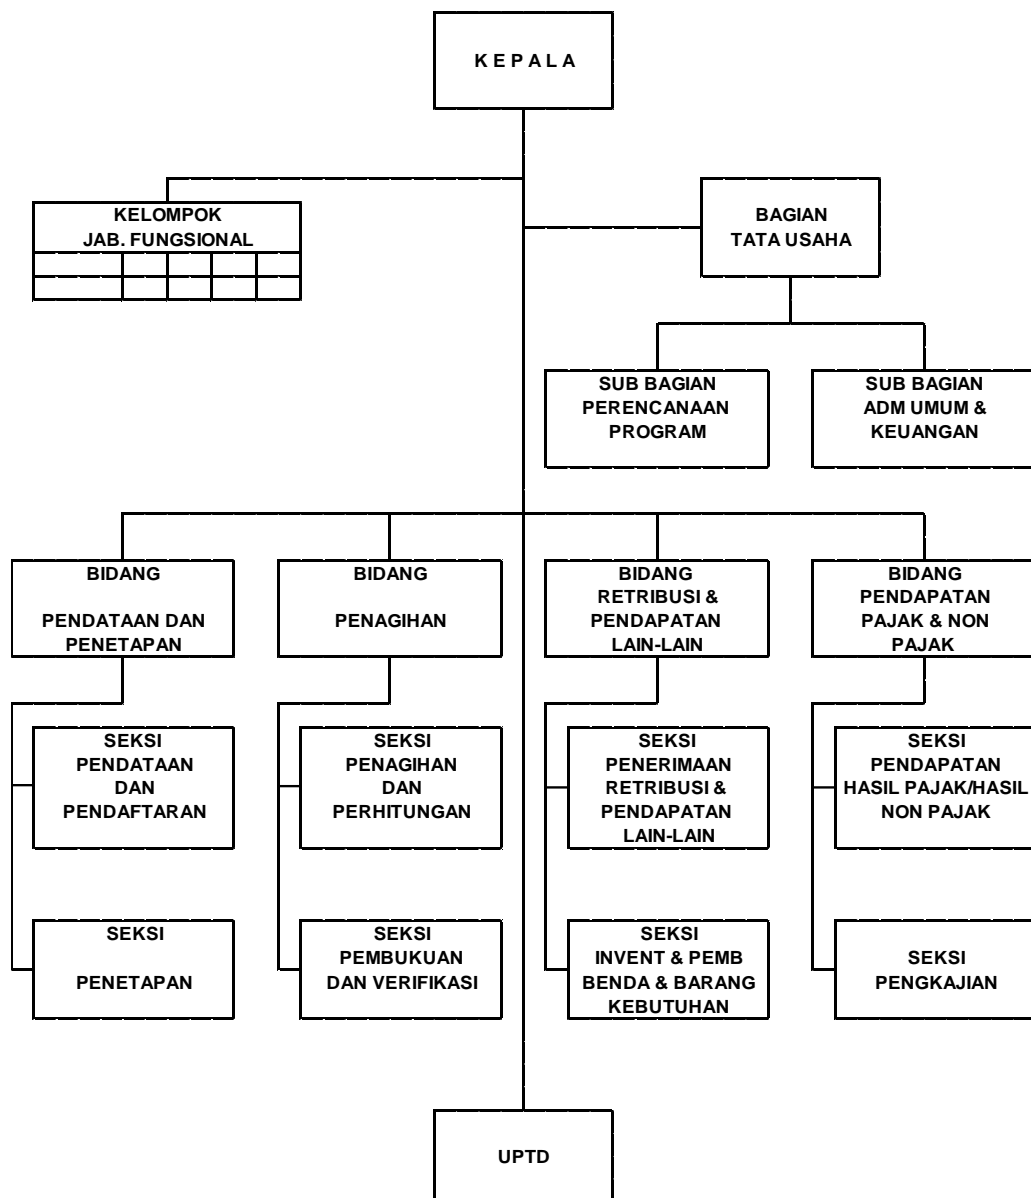 K E P A L A
KELOMPOK
JAB. FUNGSIONAL
BAGIAN
TATA USAHA
SUB BAGIAN
PERENCANAAN
PROGRAM
SUB BAGIAN
ADM UMUM &
KEUANGAN
BIDANG
PENDATAAN DAN
PENETAPAN
BIDANG
PENAGIHAN
BIDANG
RETRIBUSI &
PENDAPATAN
LAIN-LAIN
BIDANG
PENDAPATAN
PAJAK & NON
PAJAK
SEKSI
PENDATAAN
DAN
PENDAFTARAN
SEKSI
PENAGIHAN
DAN
PERHITUNGAN
SEKSI
PENERIMAAN
RETRIBUSI &
PENDAPATAN
LAIN-LAIN
SEKSI
PENDAPATAN
HASIL PAJAK/HASIL
NON PAJAK
SEKSI
PENETAPAN
SEKSI
PEMBUKUAN
DAN VERIFIKASI
SEKSI
INVENT & PEMB
BENDA & BARANG
KEBUTUHAN
SEKSI
PENGKAJIAN
UPTD